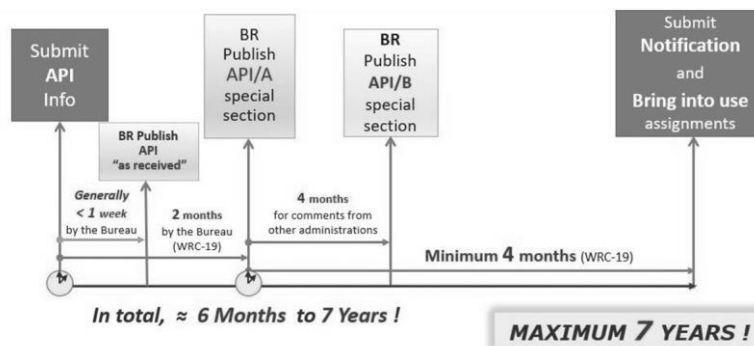 Submit
API
Info
BR Publish
API
“as received”
BR
Publish
API/A
special
section
BR
Publish
API/B
special
section
Submit
Notification
and
Bring into use
assignments
Generally
< 1 week
by the Bureau
2 months
by the Bureau
(WRC-19)
4 months
for comments from
other administrations
Minimum 4 months (WRC-19)
In total, ≈ 6 Months to 7 Years !
MAXIMUM 7 YEARS !